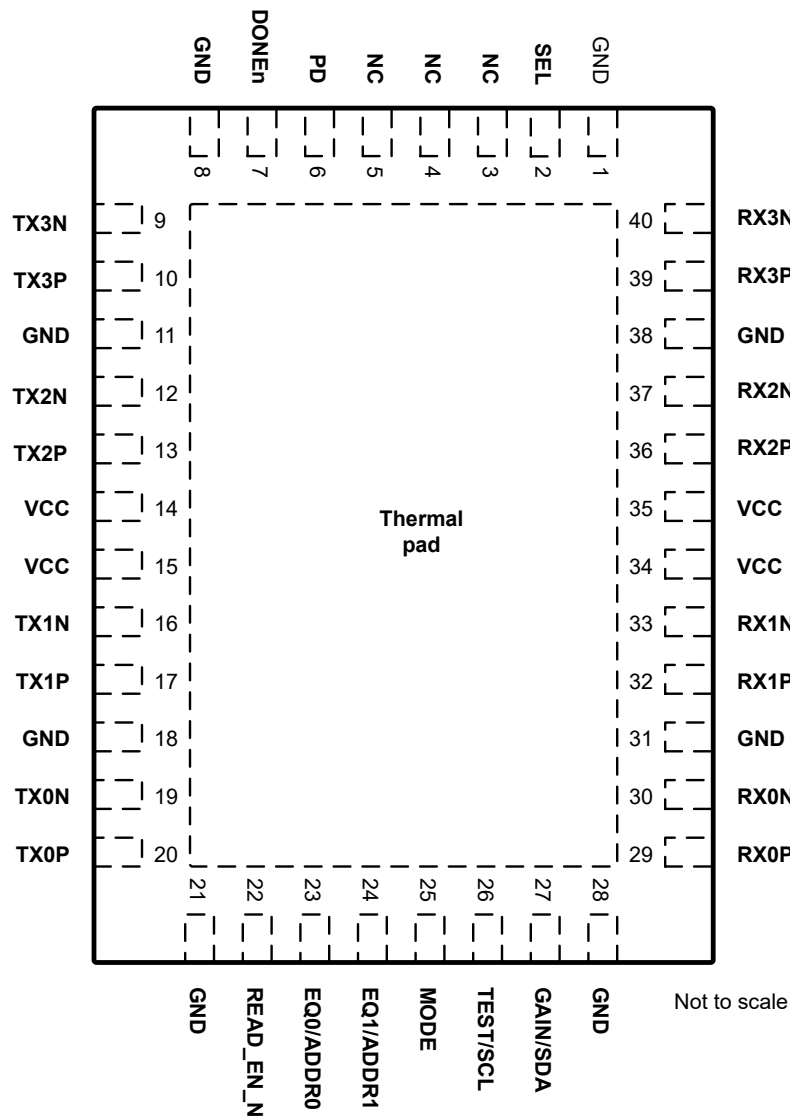 GND
DONEn
PD
NC
NC
NC
SEL
GND
8
7
6
5
4
3
2
1
TX3N 9
40 RX3N
TX3P 10
39 RX3P
GND 11
38 GND
TX2N 12
37 RX2N
TX2P 13
36 RX2P
VCC 14
35 VCC
Thermal
pad
VCC 15
34 VCC
TX1N 16
33 RX1N
TX1P 17
32 RX1P
GND 18
31 GND
TX0N 19
30 RX0N
TX0P 20
29 RX0P
21
22
23
24
25
26
27
28
GND
READ_EN_N
EQ0/ADDR0
EQ1/ADDR1
MODE
TEST/SCL
GAIN/SDA
GND
Not to scale